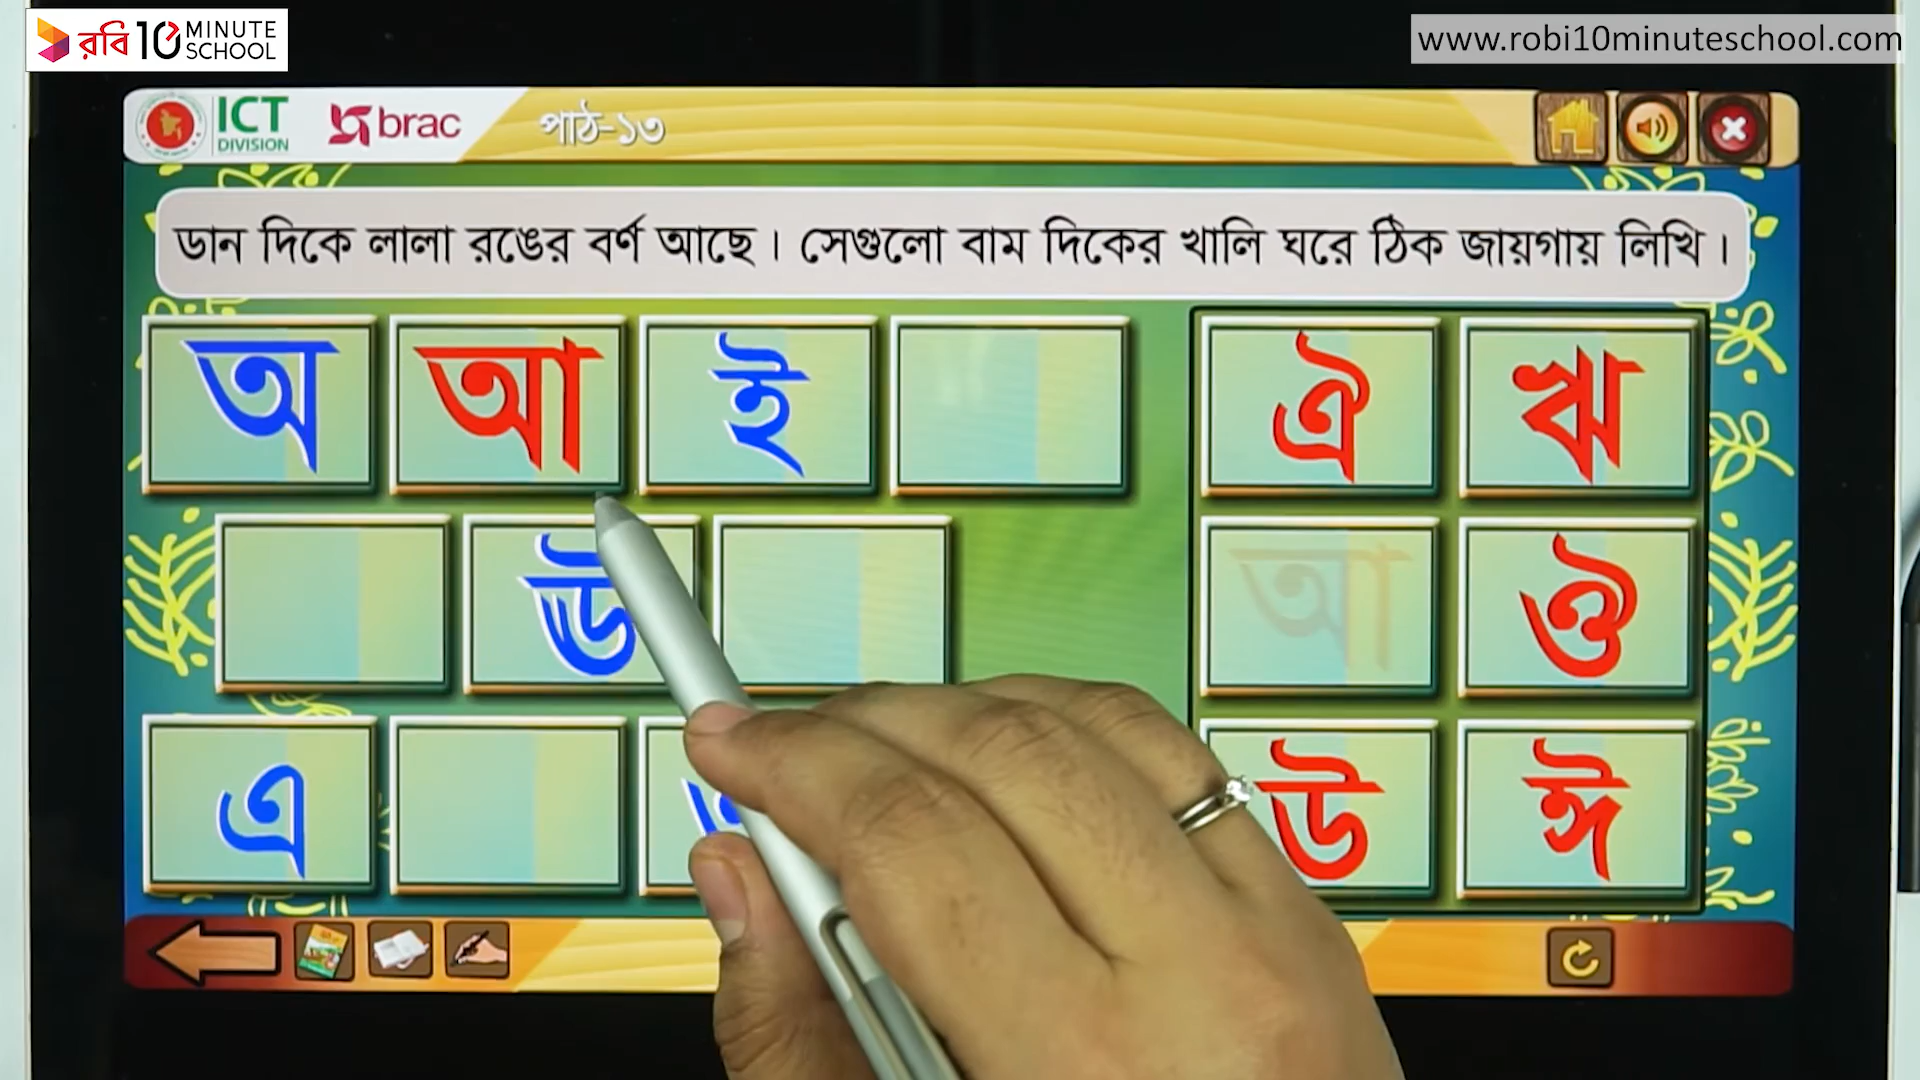 রবি 10 MINUTE SCHOOL
www.robi10minuteschool.com
ICT DIVISION
brac
পাঠ-১৩
ডান দিকে লালা রঙের বর্ণ আছে। সেগুলো বাম দিকের খালি ঘরে ঠিক জায়গায় লিখি।
অ আ ই
ঐ ঋ
ঊ
আ ঔ
এ
উ ঈ